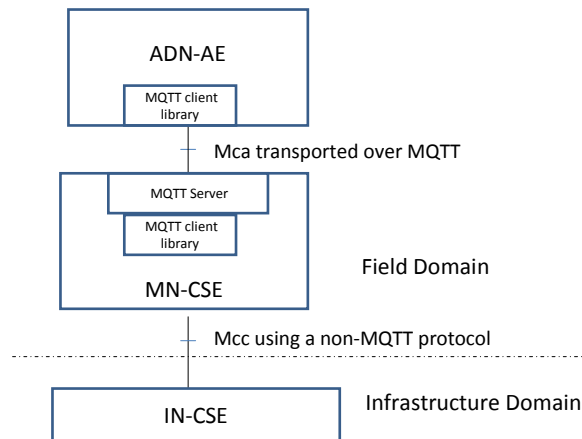 ADN-AE
MQTT client
library
Mca transported over MQTT
MQTT Server
MQTT client
library
Field Domain
MN-CSE
Mcc using a non-MQTT protocol
Infrastructure Domain
IN-CSE